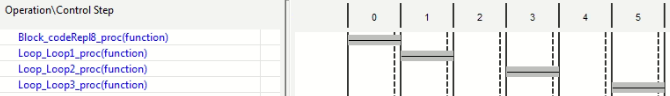 Operation\Control Step
0 1 2 3 4 5
Block_codeRepl8_proc(function)
Loop_Loop1_proc(function)
Loop_Loop2_proc(function)
Loop_Loop3_proc(function)